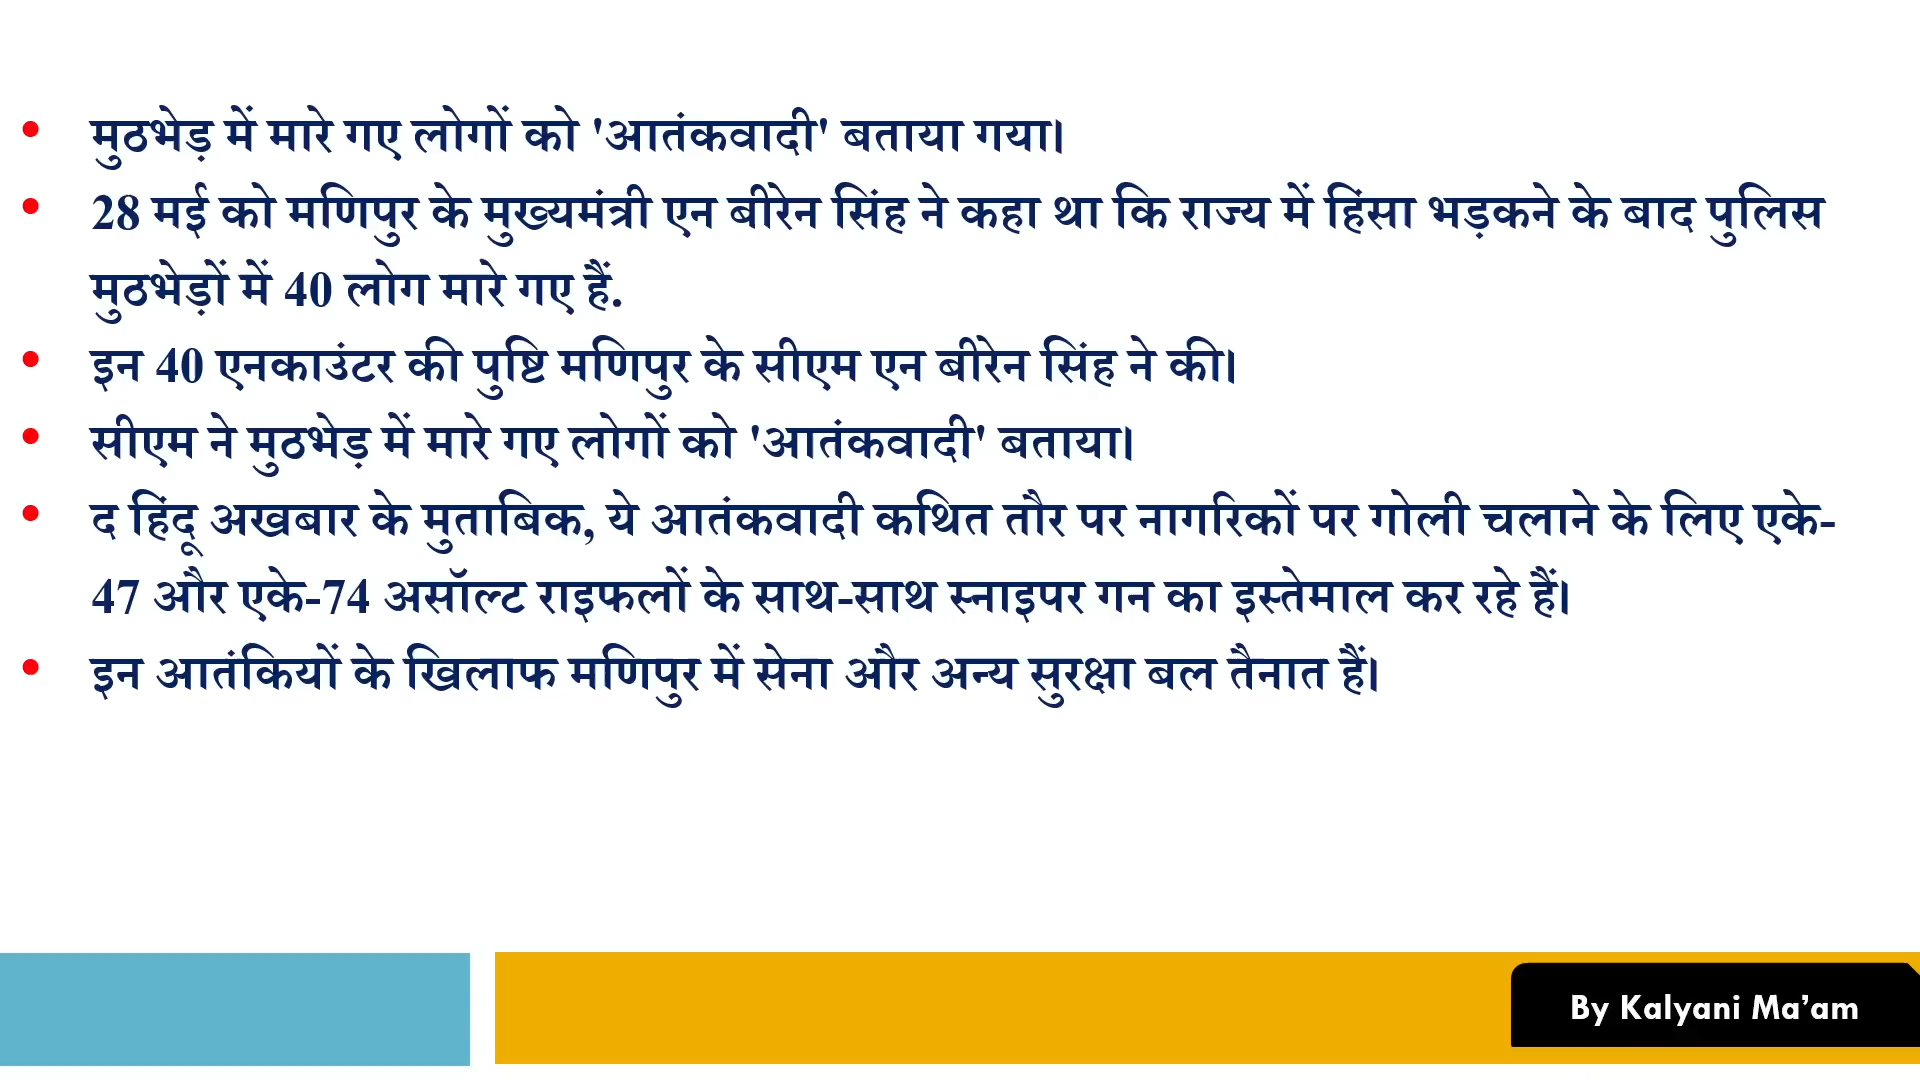 • मुठभेड़ में मारे गए लोगों को 'आतंकवादी' बताया गया।
• 28 मई को मणिपुर के मुख्यमंत्री एन बीरेन सिंह ने कहा था कि राज्य में हिंसा भड़कने के बाद पुलिस
मुठभेड़ों में 40 लोग मारे गए हैं.
• इन 40 एनकाउंटर की पुष्टि मणिपुर के सीएम एन बीरेन सिंह ने की।
• सीएम ने मुठभेड़ में मारे गए लोगों को 'आतंकवादी' बताया।
• द हिंदू अखबार के मुताबिक, ये आतंकवादी कथित तौर पर नागरिकों पर गोली चलाने के लिए एके-
47 और एके-74 असॉल्ट राइफलों के साथ-साथ स्नाइपर गन का इस्तेमाल कर रहे हैं।
• इन आतंकियों के खिलाफ मणिपुर में सेना और अन्य सुरक्षा बल तैनात हैं।
By Kalyani Ma’am